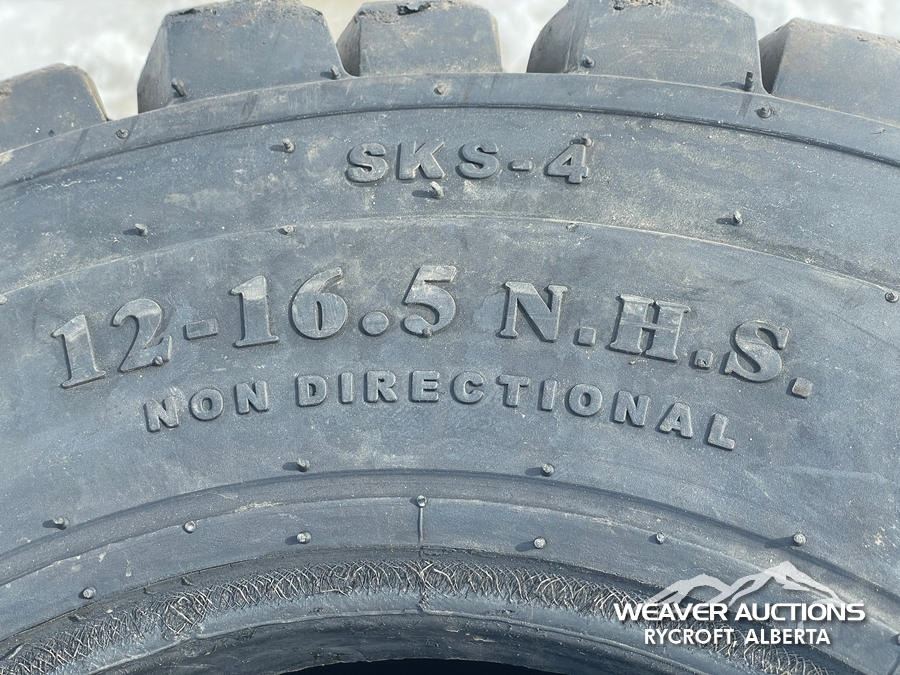 SKS-4
12-16.5 N.H.S.
NON DIRECTIONAL
WEAVER AUCTIONS
RYCROFT, ALBERTA